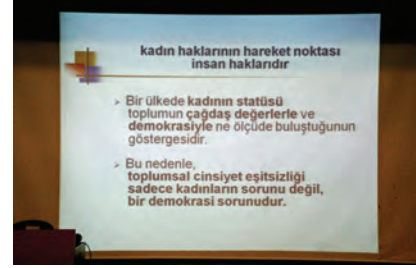 kadın haklarının hareket noktası
insan haklarıdır
Bir ülkede kadının statüsü
toplumun çağdaş değerlerle ve
demokrasiyle ne ölçüde buluştuğunun
göstergesidir.
Bu nedenle,
toplumsal cinsiyet eşitsizliği
sadece kadınların sorunu değil,
bir demokrasi sorunudur.